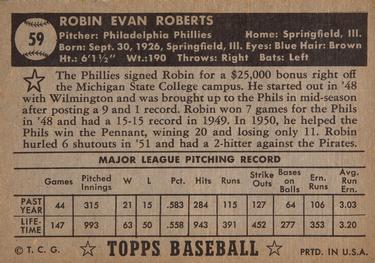 59
ROBIN EVAN ROBERTS
Pitcher: Philadelphia Phillies Home: Springfield, Ill.
Born: Sept. 30, 1926, Springfield, Ill. Eyes: Blue Hair: Brown
Ht.: 6'1½" Wt.:190 Throws: Right Bats: Left
The Phillies signed Robin for a $25,000 bonus right off
the Michigan State College campus. He started out in '48
with Wilmington and was brought up to the Phils in mid-season
after posting a 9 and 1 record. Robin won 7 games for the Phils
in '48 and had a 15-15 record in 1949. In 1950, he helped the
Phils win the Pennant, winning 20 and losing only 11. Robin
hurled 6 shutouts in '51 and had a 2-hitter against the Pirates.
MAJOR LEAGUE PITCHING RECORD
Games Pitched Innings W L Pct. Hits Runs Strike Outs Bases on Balls Ern. Runs Avg. Ern. Run
PAST YEAR 44 315 21 15 .583 284 115 127 64 106 3.03
LIFE-TIME 147 993 63 50 .558 943 391 452 277 353 3.20
© T. C. G. TOPPS BASEBALL PRTD. IN U.S.A.